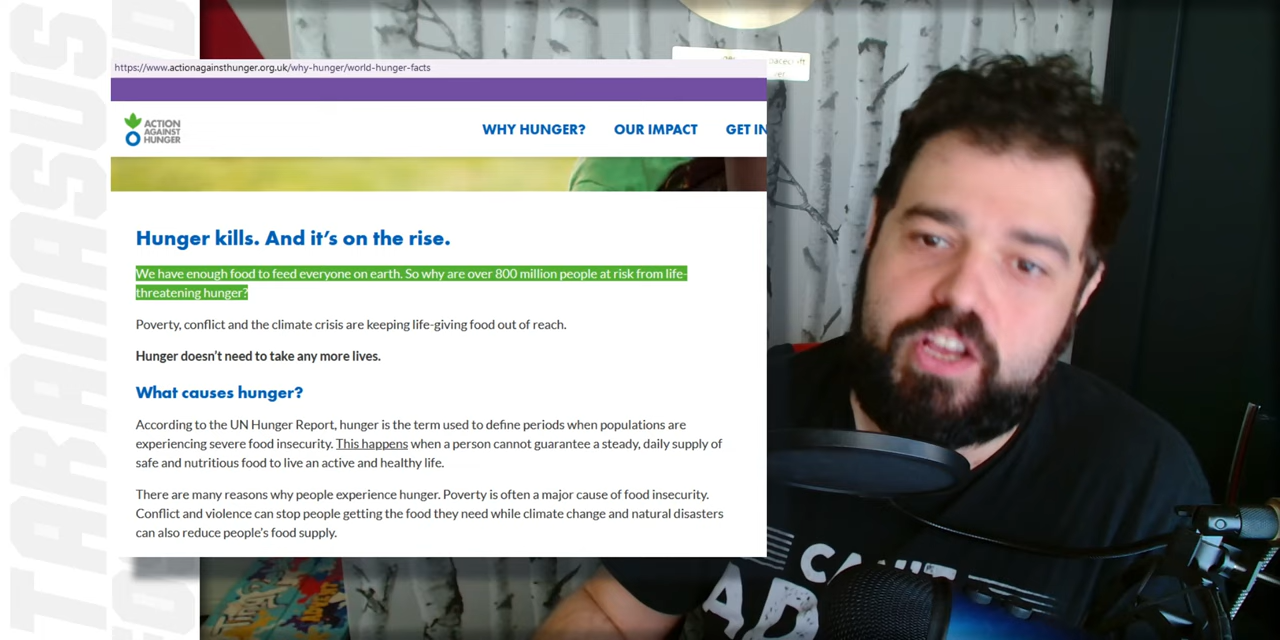 TARANASUS
https://www.actionagainsthunger.org.uk/why-hunger/world-hunger-facts
ACTION
AGAINST
HUNGER
WHY HUNGER? OUR IMPACT GET IN
Hunger kills. And it's on the rise.
We have enough food to feed everyone on earth. So why are over 800 million people at risk from life-
threatening hunger?
Poverty, conflict and the climate crisis are keeping life-giving food out of reach.
Hunger doesn't need to take any more lives.
What causes hunger?
According to the UN Hunger Report, hunger is the term used to define periods when populations are
experiencing severe food insecurity. This happens when a person cannot guarantee a steady, daily supply of
safe and nutritious food to live an active and healthy life.
There are many reasons why people experience hunger. Poverty is often a major cause of food insecurity.
Conflict and violence can stop people getting the food they need while climate change and natural disasters
can also reduce people's food supply.